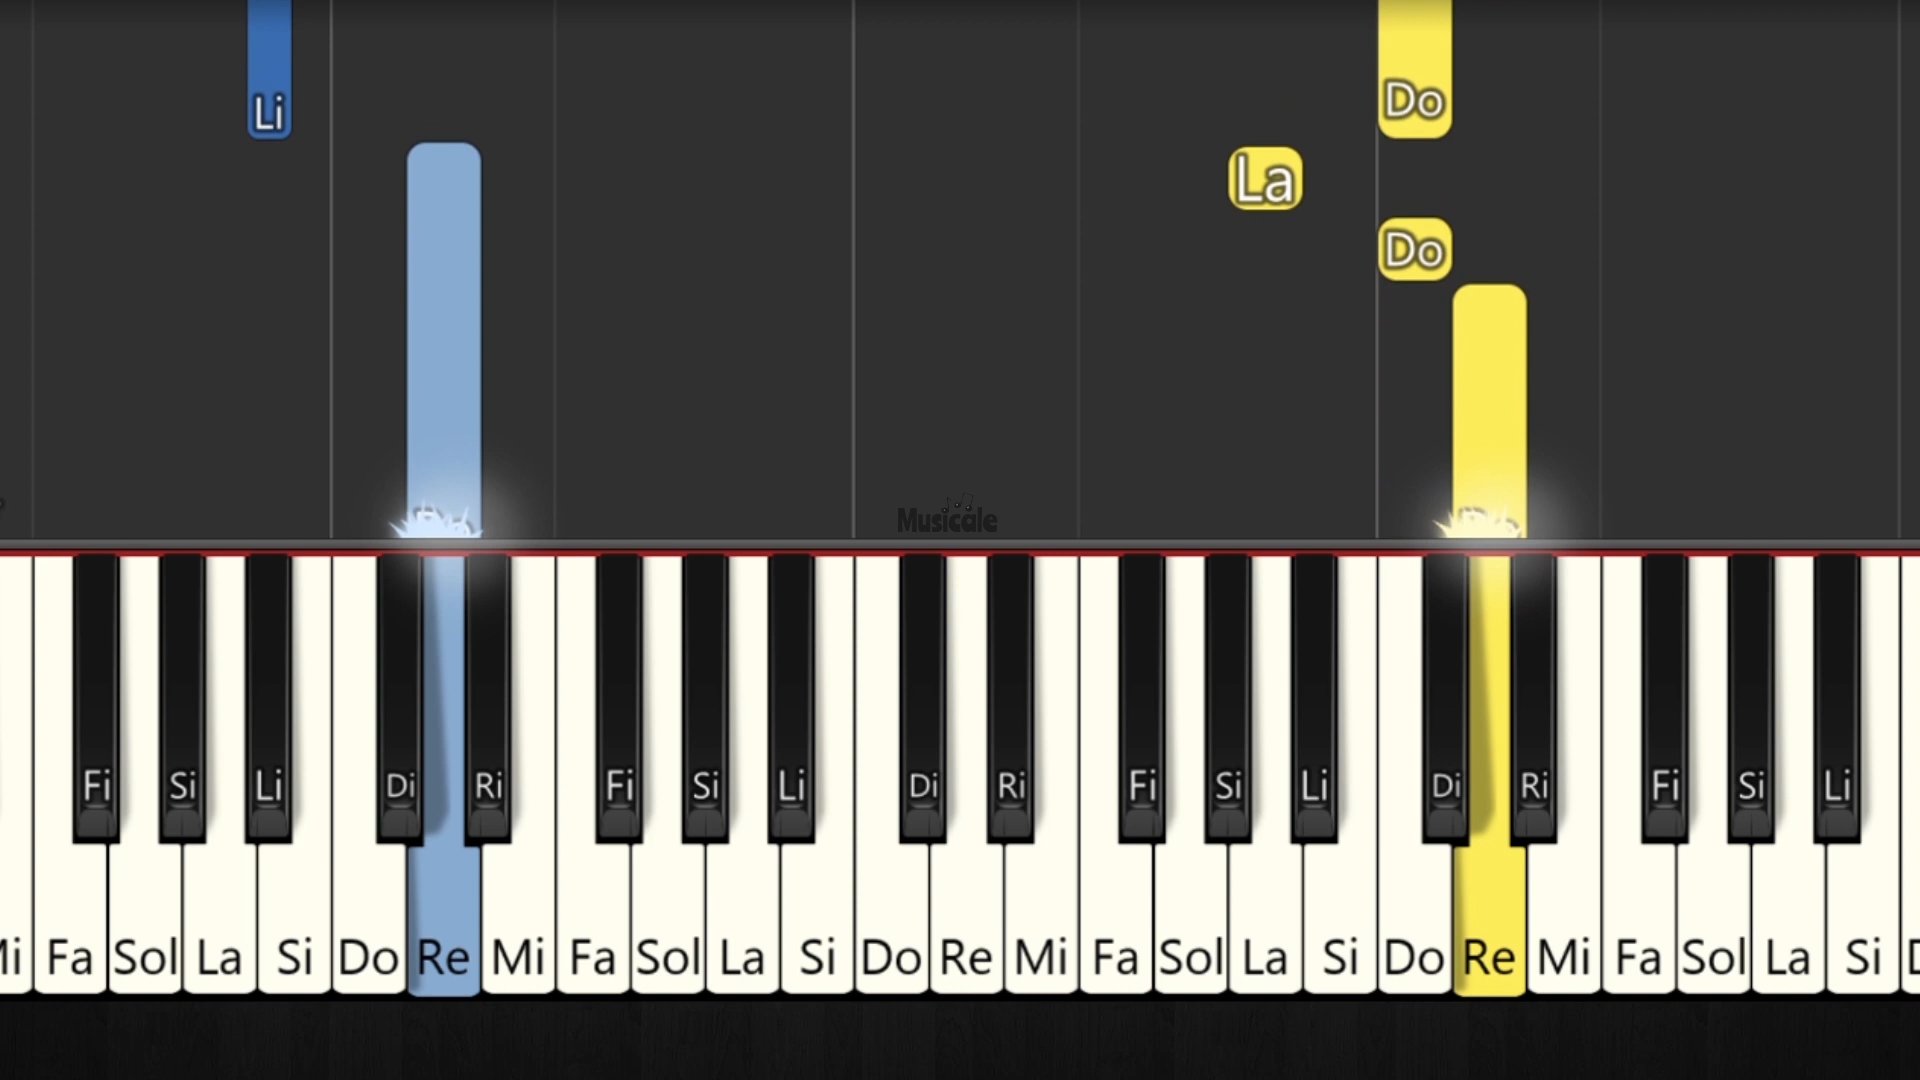 Li
Do
La
Do
Musicale
Fi Si Li Di Ri Fi Si Li Di Ri Fi Si Li Di Ri Fi Si Li
Fa Sol La Si Do Re Mi Fa Sol La Si Do Re Mi Fa Sol La Si Do Re Mi Fa Sol La Si